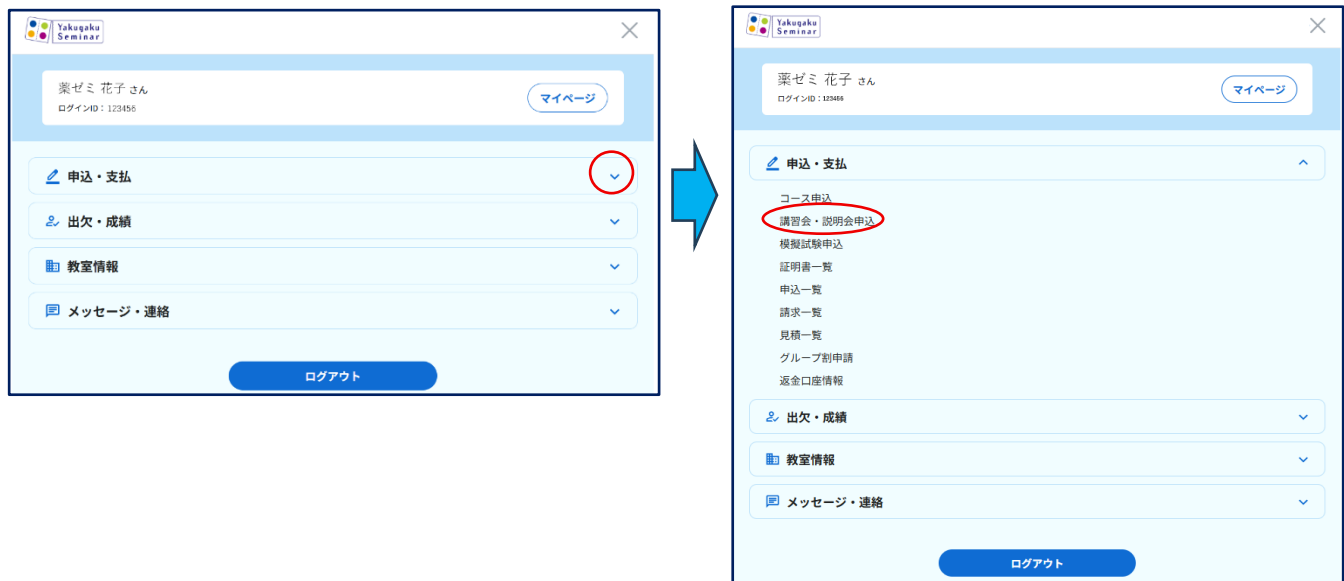 Yakugaku
Seminar
薬ゼミ 花子 さん
ログインID：123456
マイページ
申込・支払
出欠・成績
教室情報
メッセージ・連絡
ログアウト
Yakugaku
Seminar
薬ゼミ 花子 さん
ログインID：123456
マイページ
申込・支払
コース申込
講習会・説明会申込
模擬試験申込
証明書一覧
申込一覧
請求一覧
見積一覧
グループ割申請
返金口座情報
出欠・成績
教室情報
メッセージ・連絡
ログアウト